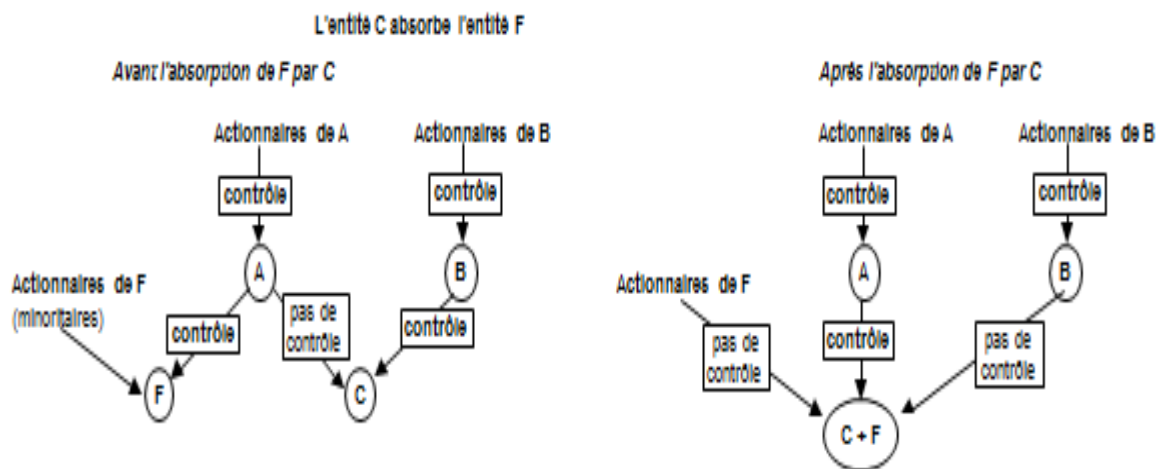 L'entité C absorbe l'entité F
Avant l'absorption de F par C
Actionnaires de A
Actionnaires de B
contrôle
contrôle
A
B
Actionnaires de F
(minoritaires)
contrôle
pas de
contrôle
contrôle
F
C
Après l'absorption de F par C
Actionnaires de A
Actionnaires de B
contrôle
contrôle
A
B
Actionnaires de F
pas de
contrôle
contrôle
pas de
contrôle
C + F